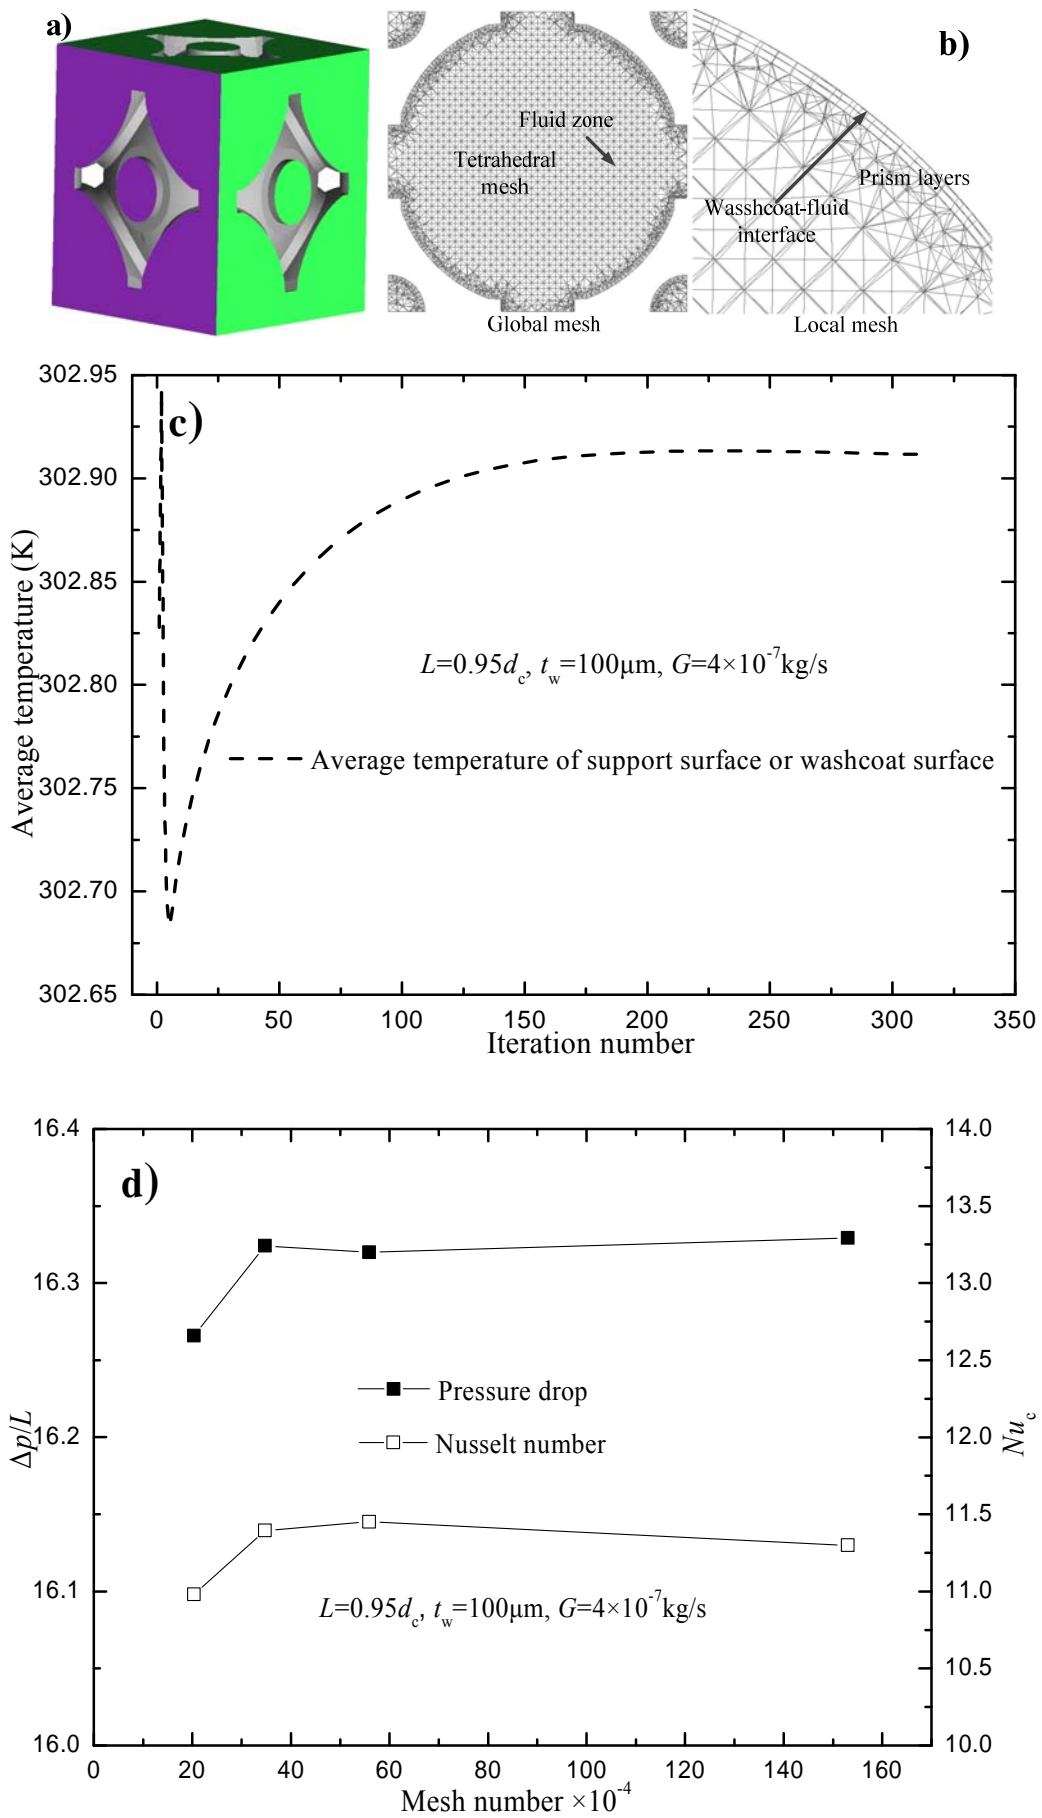 a)
b)
Fluid zone
Tetrahedral
mesh
Prism layers
Wasshcoat-fluid
interface
Global mesh
Local mesh
302.95
302.90
302.85
302.80
302.75
302.70
302.65
c)
Average temperature (K)
L=0.95dc, tw=100μm, G=4×10-7kg/s
Average temperature of support surface or washcoat surface
0 50 100 150 200 250 300 350
Iteration number
16.4
16.3
16.2
16.1
16.0
d)
Δp/L
Pressure drop
Nusselt number
L=0.95dc, tw=100μm, G=4×10-7kg/s
14.0
13.5
13.0
12.5
12.0
11.5
11.0
10.5
10.0
Nuc
0 20 40 60 80 100 120 140 160
Mesh number ×10-4